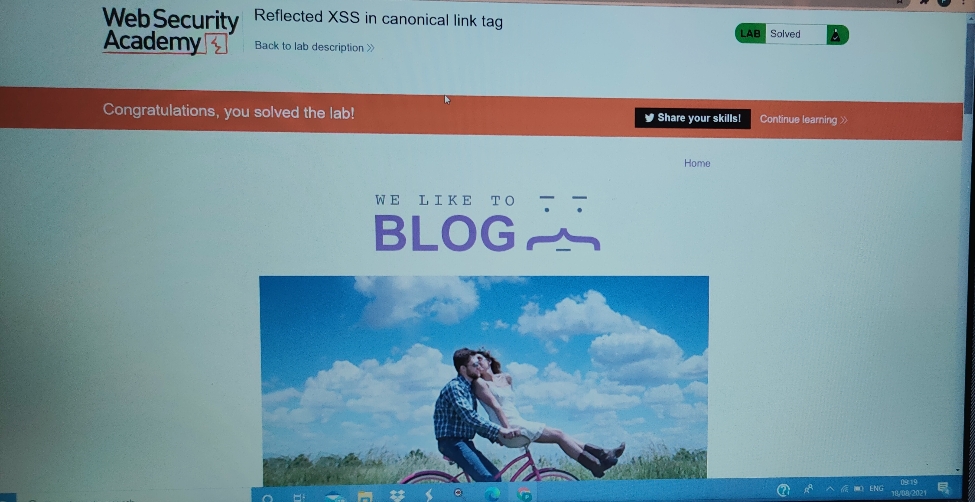 Web Security
Academy
Reflected XSS in canonical link tag
Back to lab description
LAB Solved
Congratulations, you solved the lab!
Share your skills!
Continue learning
Home
WE LIKE TO
BLOG
ENG
09:19
18/08/2021